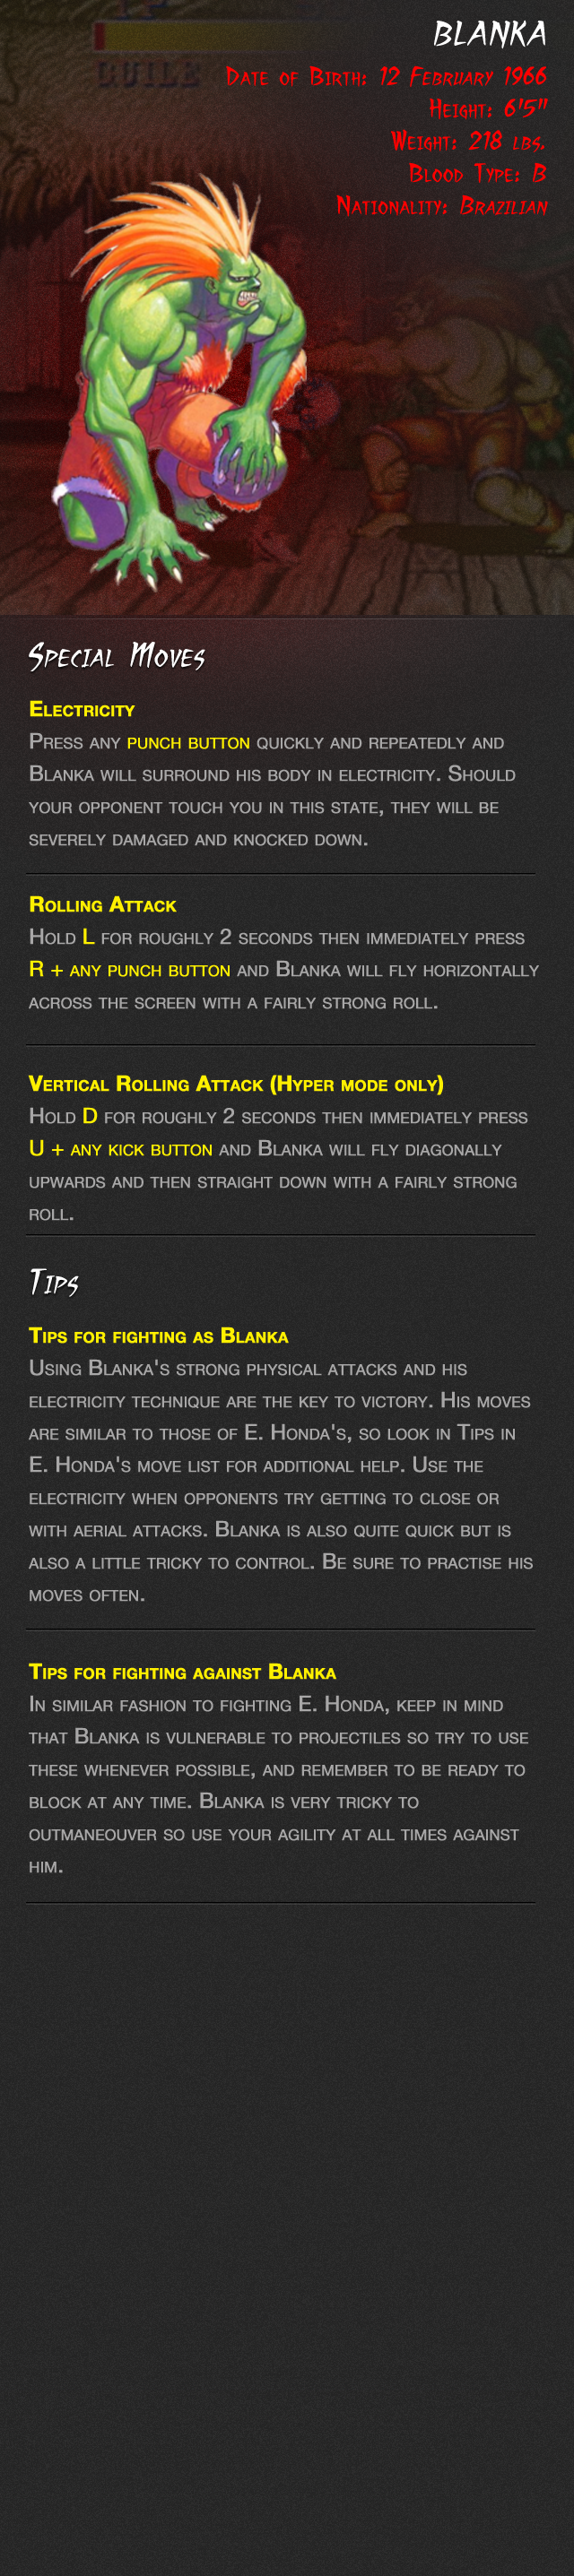 BLANKA
Date of Birth: 12 February 1966
Height: 6'5"
Weight: 218 lbs.
Blood Type: B
Nationality: Brazilian
GUILE
Special Moves
Electricity
Press any punch button quickly and repeatedly and
Blanka will surround his body in electricity. Should
your opponent touch you in this state, they will be
severely damaged and knocked down.
Rolling Attack
Hold L for roughly 2 seconds then immediately press
R + any punch button and Blanka will fly horizontally
across the screen with a fairly strong roll.
Vertical Rolling Attack (Hyper mode only)
Hold D for roughly 2 seconds then immediately press
U + any kick button and Blanka will fly diagonally
upwards and then straight down with a fairly strong
roll.
Tips
Tips for fighting as Blanka
Using Blanka's strong physical attacks and his
electricity technique are the key to victory. His moves
are similar to those of E. Honda's, so look in Tips in
E. Honda's move list for additional help. Use the
electricity when opponents try getting to close or
with aerial attacks. Blanka is also quite quick but is
also a little tricky to control. Be sure to practise his
moves often.
Tips for fighting against Blanka
In similar fashion to fighting E. Honda, keep in mind
that Blanka is vulnerable to projectiles so try to use
these whenever possible, and remember to be ready to
block at any time. Blanka is very tricky to
outmaneouver so use your agility at all times against
him.